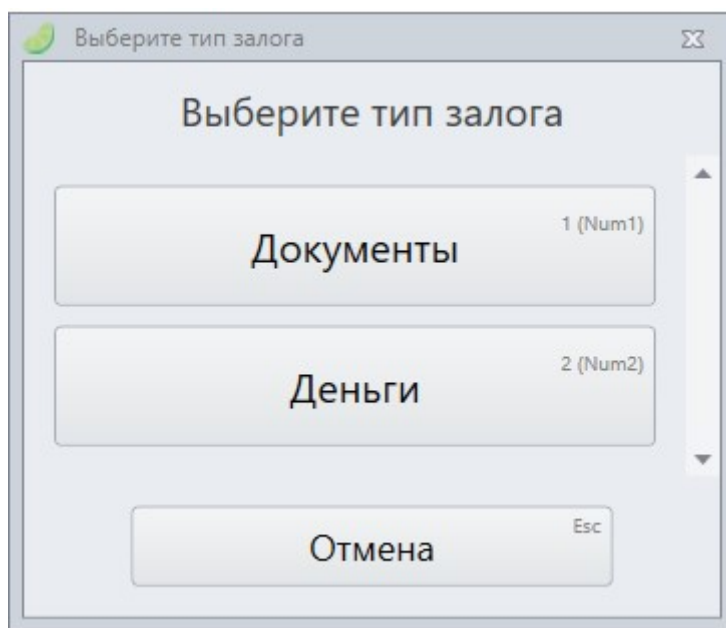 Выберите тип залога
Выберите тип залога
1 (Num1)
Документы
2 (Num2)
Деньги
Esc
Отмена